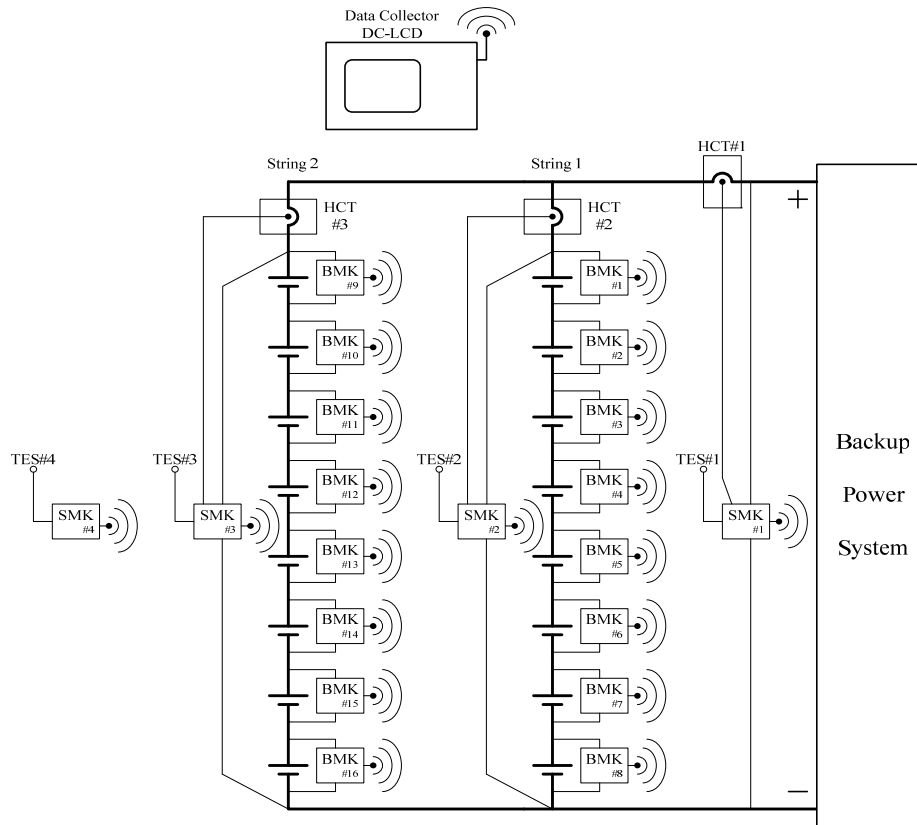 Data Collector
DC-LCD
HCT#1
String 2
String 1
+
HCT
#3
HCT
#2
BMK
#9
BMK
#1
BMK
#10
BMK
#2
BMK
#11
BMK
#3
TES#4
TES#3
TES#2
TES#1
BMK
#12
BMK
#4
SMK
#4
SMK
#3
SMK
#2
SMK
#1
Backup
Power
System
BMK
#13
BMK
#5
BMK
#14
BMK
#6
BMK
#15
BMK
#7
BMK
#16
BMK
#8
—